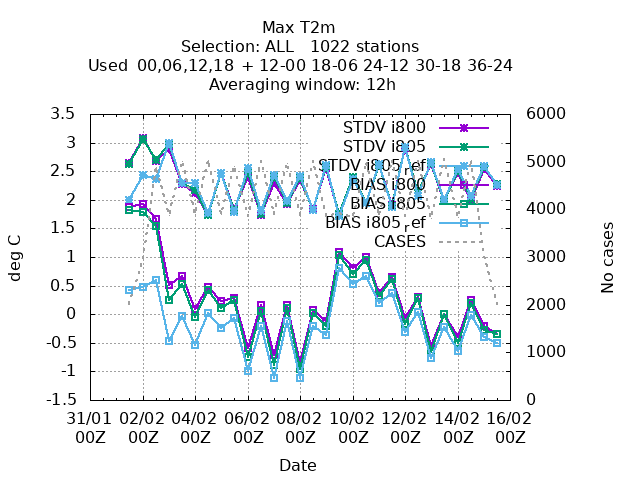 Max T2m
Selection: ALL   1022 stations
Used  00,06,12,18 + 12-00 18-06 24-12 30-18 36-24
Averaging window: 12h
3.5
3
2.5
2
1.5
1
0.5
0
-0.5
-1
-1.5
deg C
6000
5000
4000
3000
2000
1000
0
No cases
STDV i800
STDV i805
STDV i805_ref
BIAS i800
BIAS i805
BIAS i805_ref
CASES
31/01 02/02 04/02 06/02 08/02 10/02 12/02 14/02 16/02
00Z 00Z 00Z 00Z 00Z 00Z 00Z 00Z 00Z
Date